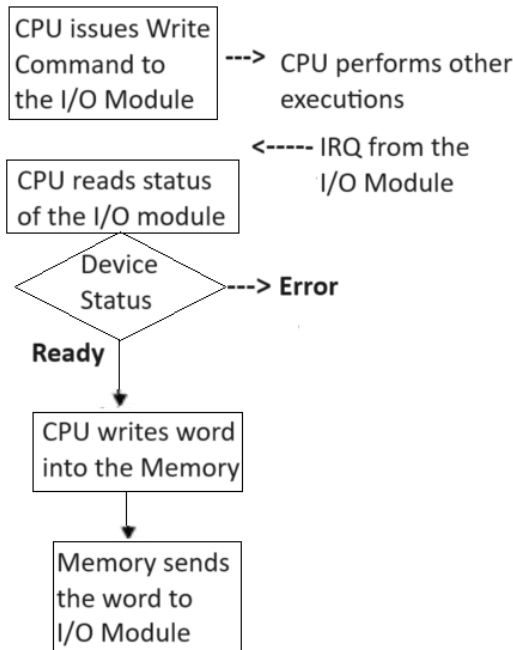 CPU issues Write
Command to
the I/O Module
---> CPU performs other
executions
<----- IRQ from the
I/O Module
CPU reads status
of the I/O module
Device
Status
---> Error
Ready
CPU writes word
into the Memory
Memory sends
the word to
I/O Module